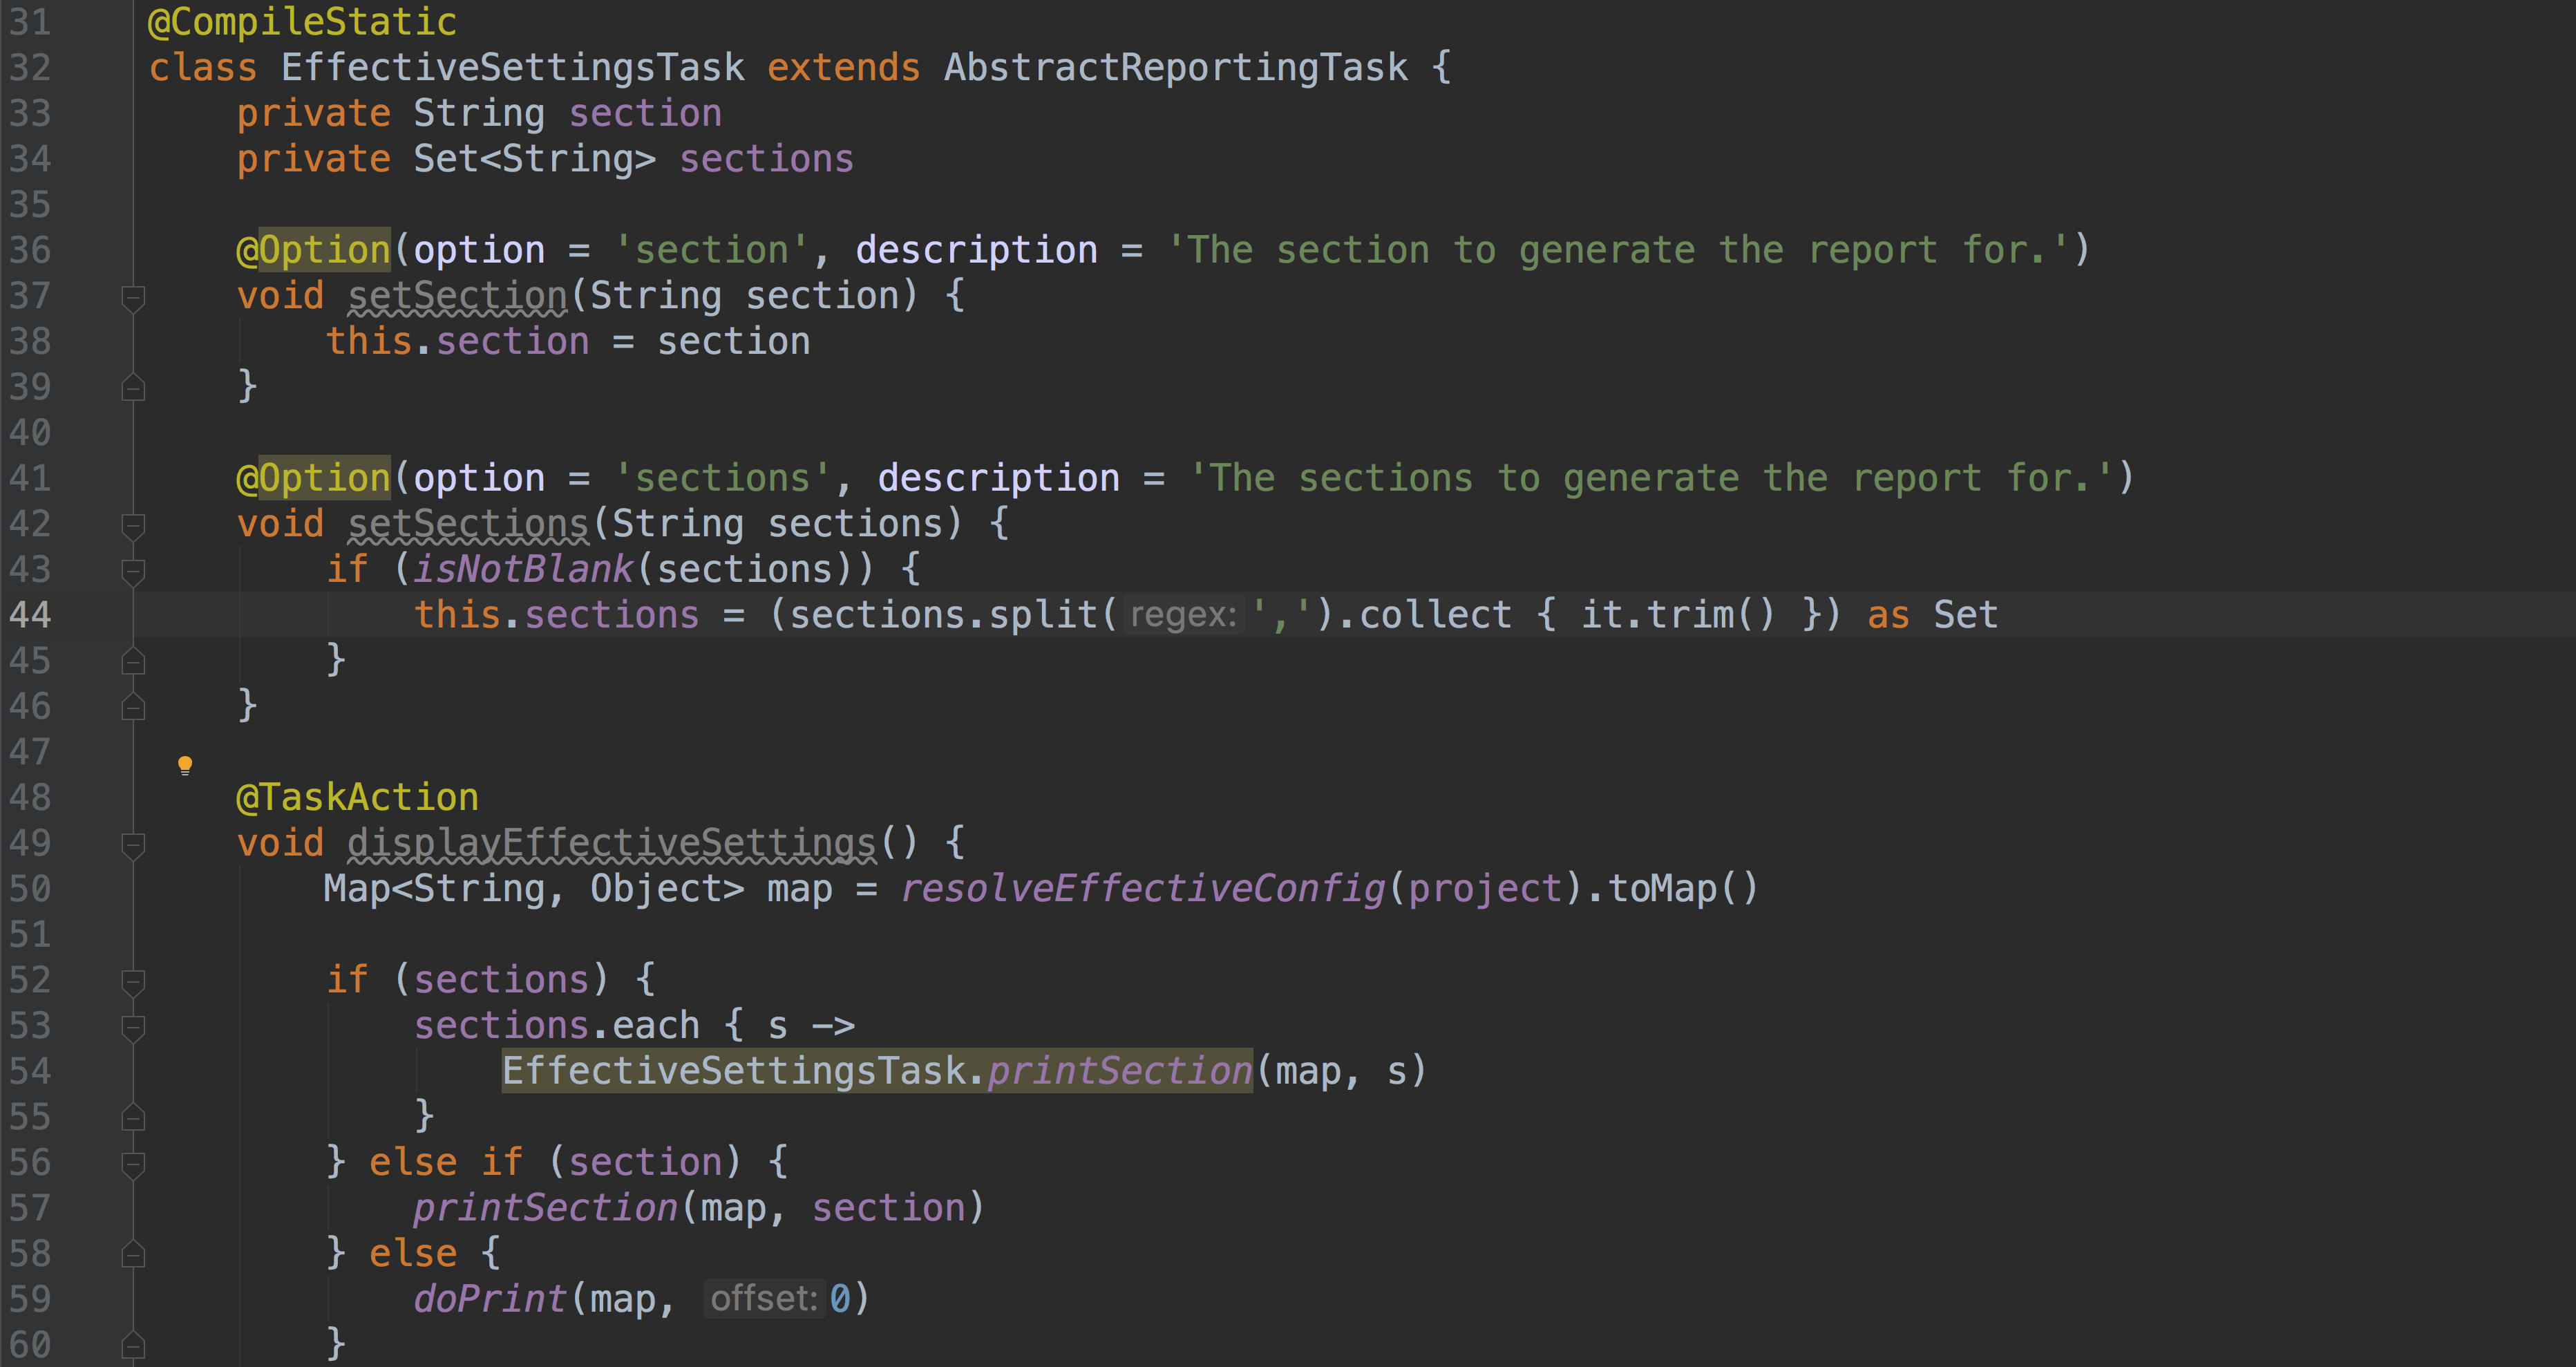 31 @CompileStatic
32 class EffectiveSettingsTask extends AbstractReportingTask {
33     private String section
34     private Set<String> sections
35
36     @Option(option = 'section', description = 'The section to generate the report for.')
37     void setSection(String section) {
38         this.section = section
39     }
40
41     @Option(option = 'sections', description = 'The sections to generate the report for.')
42     void setSections(String sections) {
43         if (isNotBlank(sections)) {
44             this.sections = (sections.split( regex: ',').collect { it.trim() }) as Set
45         }
46     }
47
48     @TaskAction
49     void displayEffectiveSettings() {
50         Map<String, Object> map = resolveEffectiveConfig(project).toMap()
51
52         if (sections) {
53             sections.each { s ->
54                 EffectiveSettingsTask.printSection(map, s)
55             }
56         } else if (section) {
57             printSection(map, section)
58         } else {
59             doPrint(map, offset: 0)
60         }